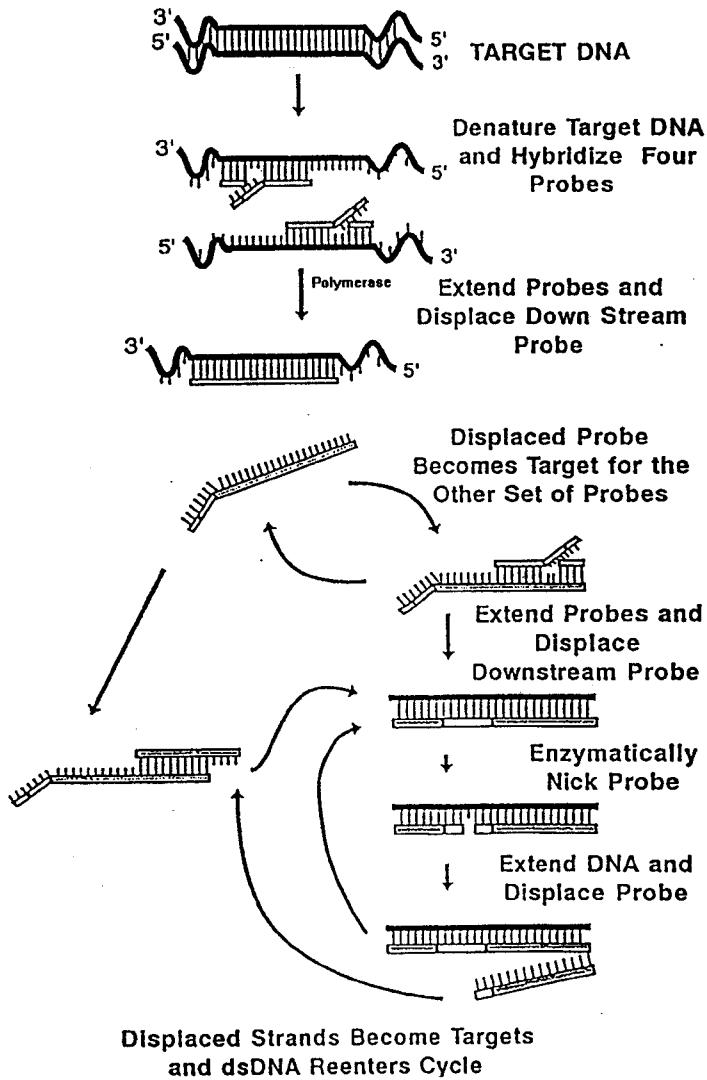 3'
5'
5'
3'
TARGET DNA
Denature Target DNA
and Hybridize Four
Probes
3'
5'
5'
3'
Polymerase
Extend Probes and
Displace Down Stream
Probe
3'
5'
Displaced Probe
Becomes Target for the
Other Set of Probes
Extend Probes and
Displace
Downstream Probe
Enzymatically
Nick Probe
Extend DNA and
Displace Probe
Displaced Strands Become Targets
and dsDNA Reenters Cycle